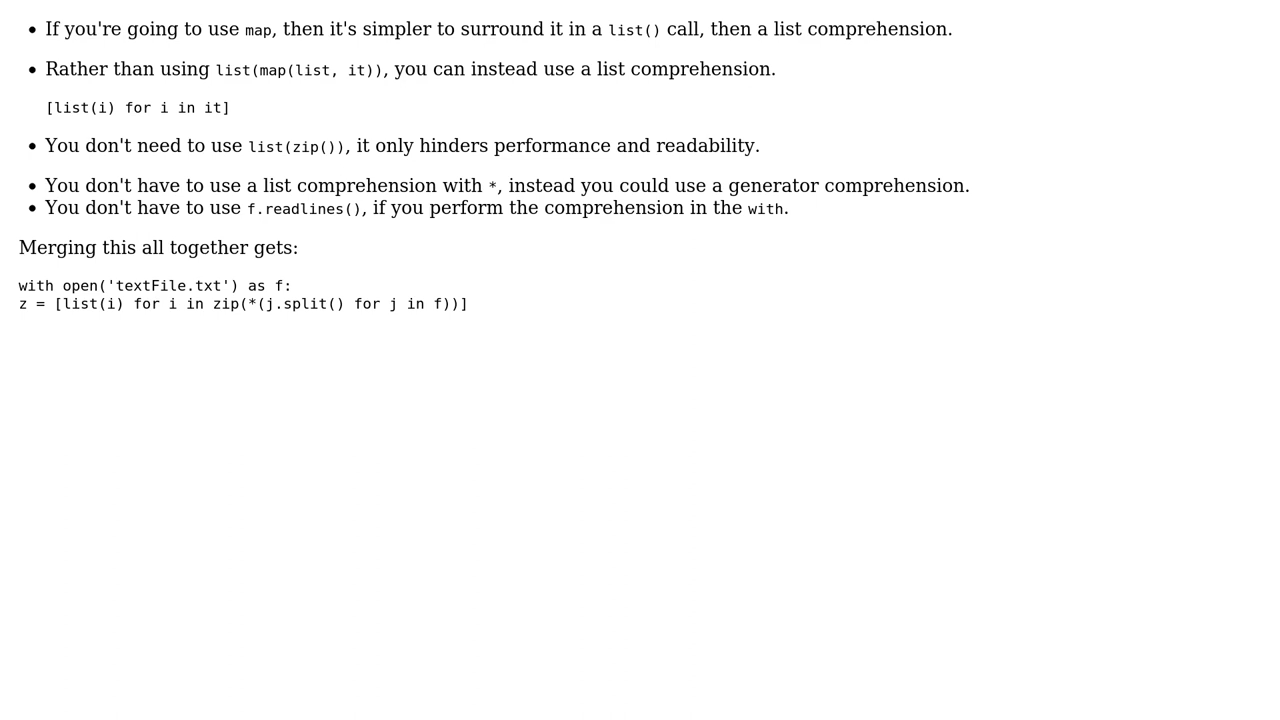 • If you're going to use map, then it's simpler to surround it in a list() call, then a list comprehension.
• Rather than using list(map(list, it)), you can instead use a list comprehension.
[list(i) for i in it]
• You don't need to use list(zip()), it only hinders performance and readability.
• You don't have to use a list comprehension with *, instead you could use a generator comprehension.
• You don't have to use f.readlines(), if you perform the comprehension in the with.
Merging this all together gets:
with open('textFile.txt') as f:
z = [list(i) for i in zip(*(j.split() for j in f))]